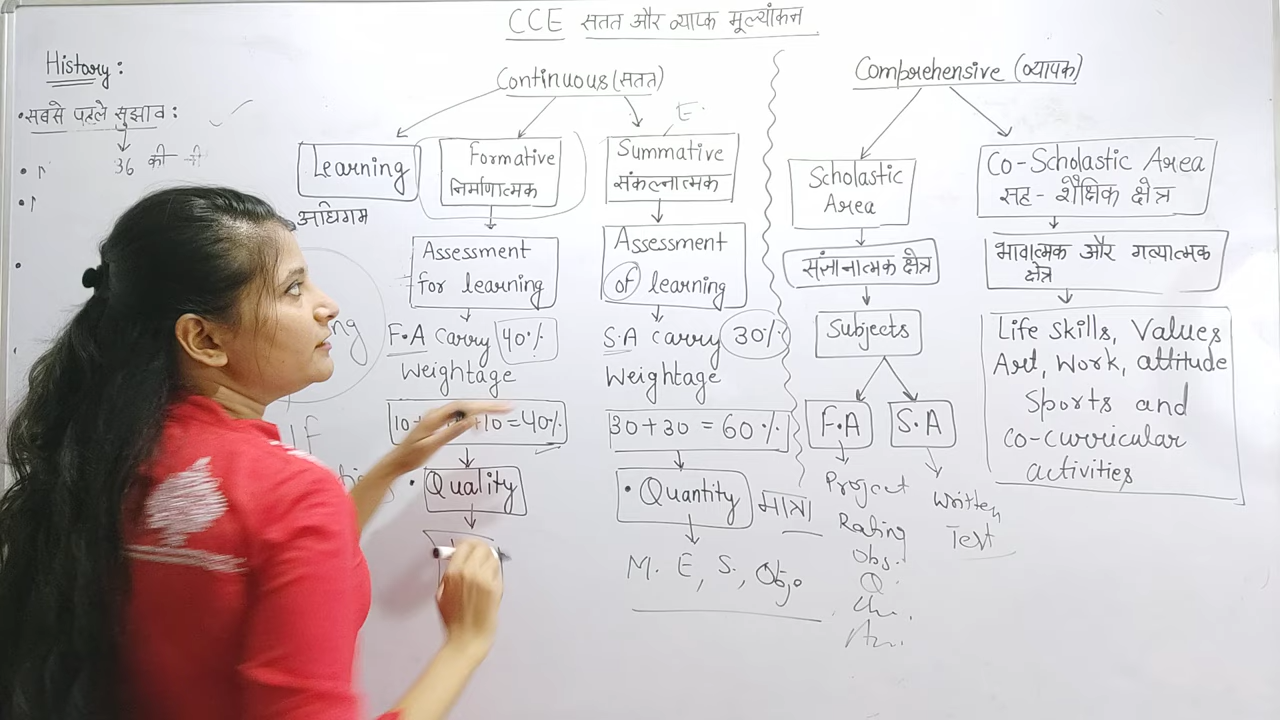 CCE सतत और व्यापक मूल्यांकन
History:
• सबसे पहले सुझाव:
36 की
Continuous (सतत)
Learning
अधिगम
Formative
निर्माणात्मक
Assessment
for learning
F.A carry 40%
Weightage
=40%
Quality
E.
Summative
संकल्नात्मक
Assessment
of learning
S.A carry 30%
Weightage
30+30 = 60%
• Quantity मात्रा
M. E, S., Obj.
Comprehensive (व्यापक)
Scholastic
Area
संज्ञानात्मक क्षेत्र
Subjects
F.A
Project
Rating
Obs.
Q.
S.A
Written
Test
Co-Scholastic Area
सह-शैक्षिक क्षेत्र
भावात्मक और गत्यात्मक
क्षेत्र
Life skills, Values
Art, Work, attitude
Sports and
co-curricular
activities